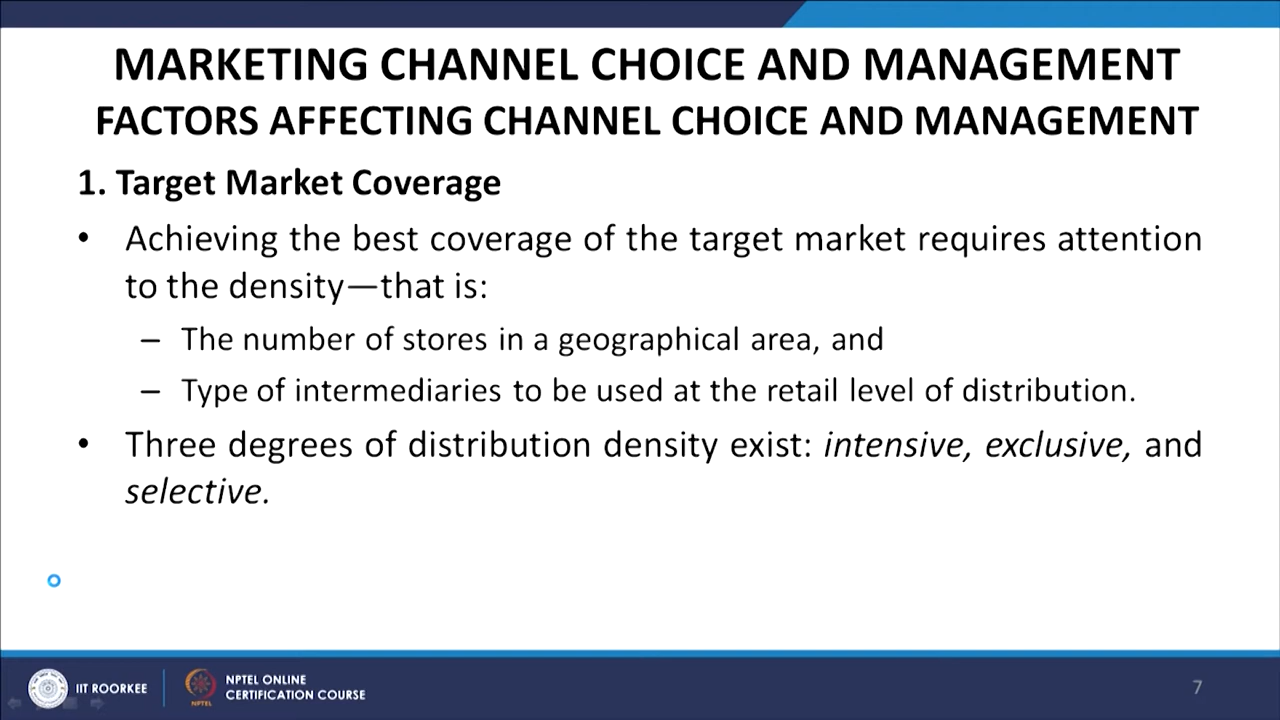 MARKETING CHANNEL CHOICE AND MANAGEMENT
FACTORS AFFECTING CHANNEL CHOICE AND MANAGEMENT
1. Target Market Coverage
• Achieving the best coverage of the target market requires attention
to the density—that is:
– The number of stores in a geographical area, and
– Type of intermediaries to be used at the retail level of distribution.
• Three degrees of distribution density exist: intensive, exclusive, and
selective.
IIT ROORKEE
NPTEL
NPTEL ONLINE
CERTIFICATION COURSE
7